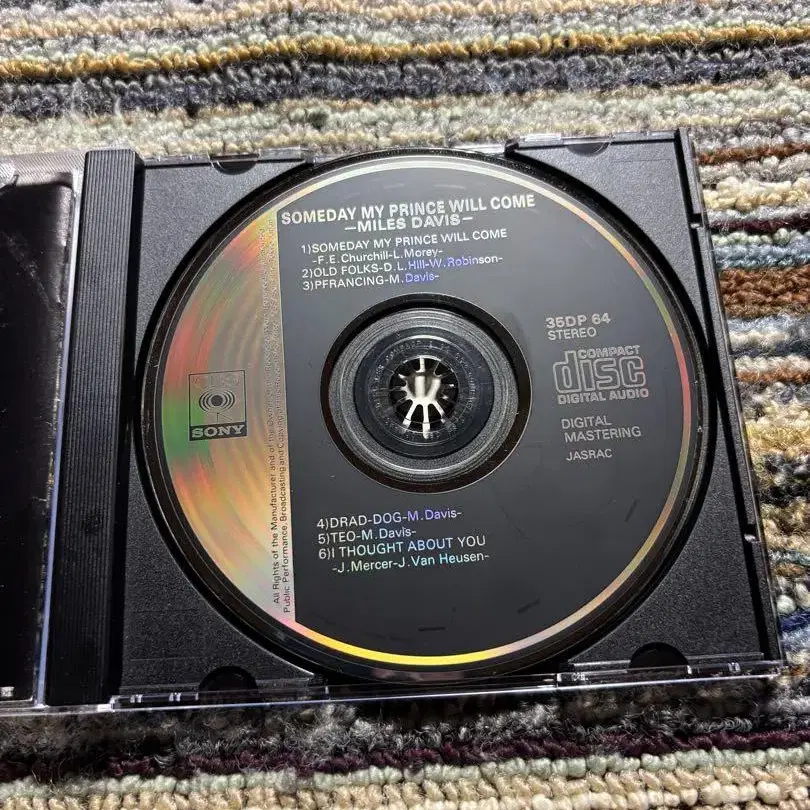 SOMEDAY MY PRINCE WILL COME
-MILES DAVIS-
1)SOMEDAY MY PRINCE WILL COME
-F.E.Churchill-L.Morey-
2)OLD FOLKS-D.L.Hill-W.Robinson-
3)PFRANCING-M.Davis-
35DP 64
STEREO
COMPACT
disc
DIGITAL AUDIO
DIGITAL
MASTERING
JASRAC
CBS
SONY
All Rights of the Manufacturer and of the
Public Performance, Broadcasting and Copying
4)DRAD-DOG-M.Davis-
5)TEO-M.Davis-
6)I THOUGHT ABOUT YOU
-J.Mercer-J.Van Heusen-